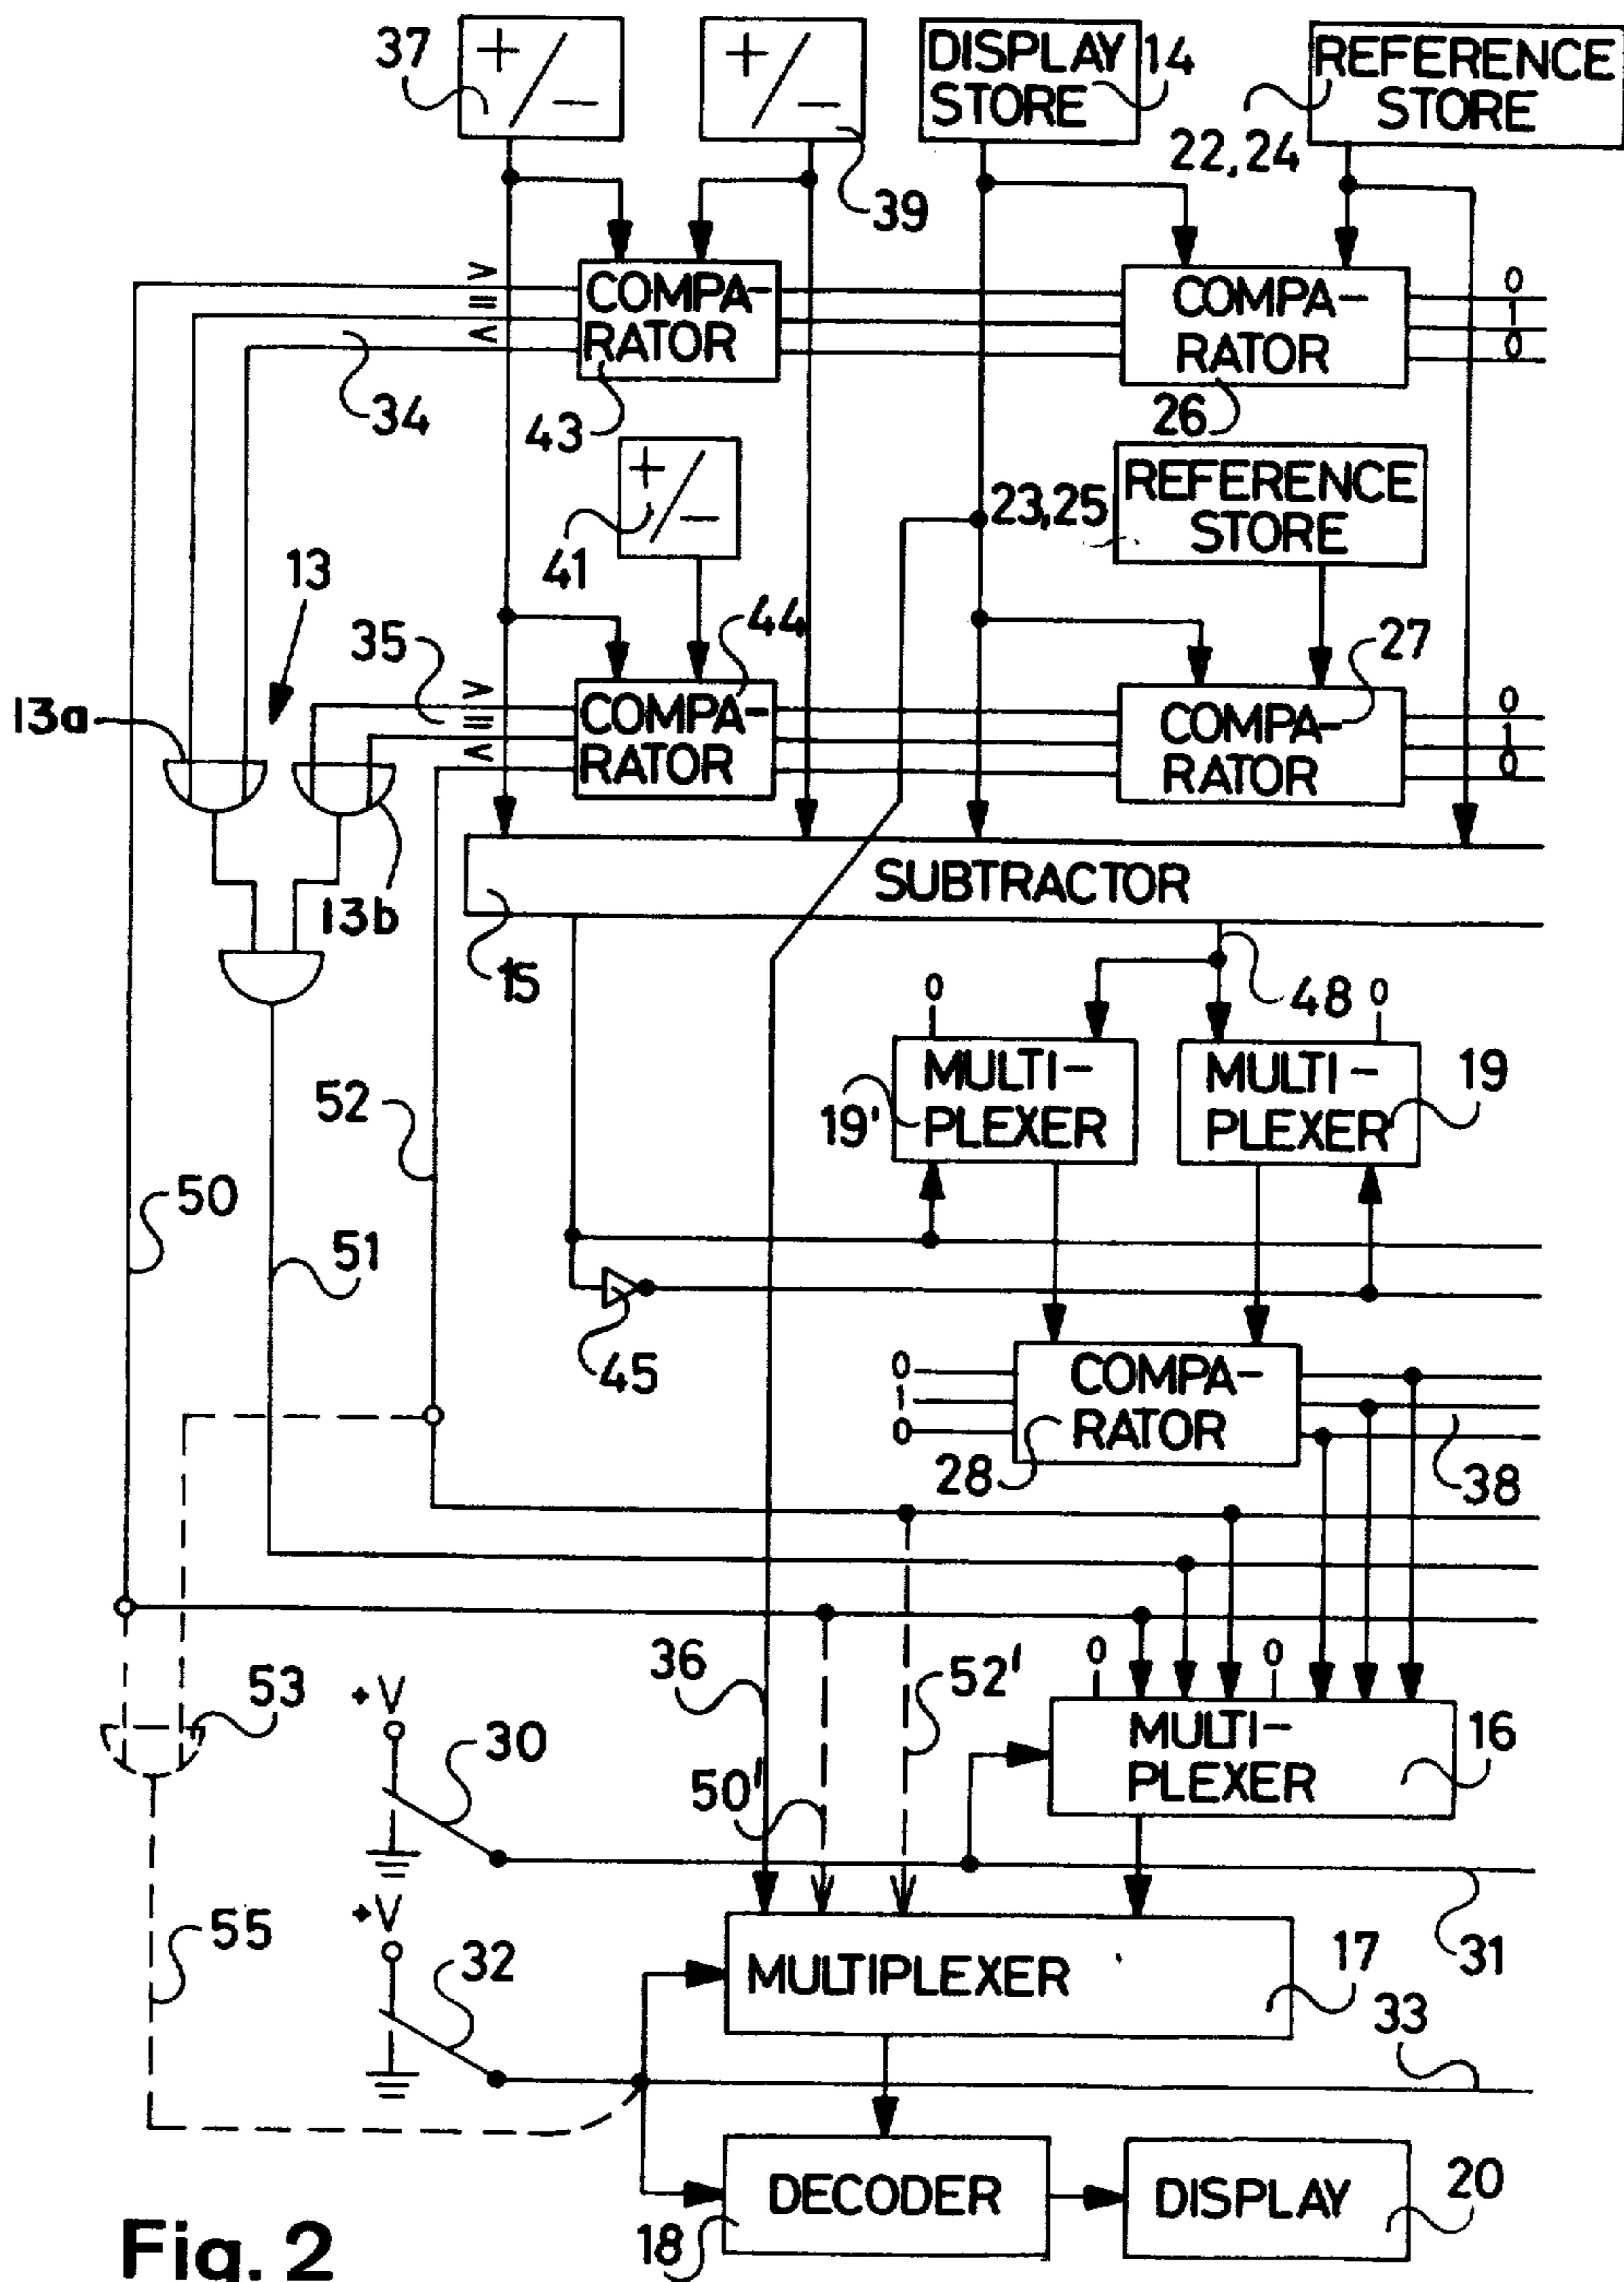 37
+/−
+/−
39
DISPLAY
STORE
14
REFERENCE
STORE
22,24
>
=
<
34
COMPA-
RATOR
43
COMPA-
RATOR
26
0
1
0
+/−
41
23,25
REFERENCE
STORE
13
13a
35
>
=
<
44
COMPA-
RATOR
27
COMPA-
RATOR
0
1
0
13b
SUBTRACTOR
15
48
0
0
MULTI-
PLEXER
19'
MULTI-
PLEXER
19
52
50
51
45
0
1
0
COMPA-
RATOR
28
38
36
50'
52'
0
0
MULTI-
PLEXER
16
53
+V
30
31
+V
32
55
MULTIPLEXER
17
33
DECODER
18
DISPLAY
20
Fig. 2